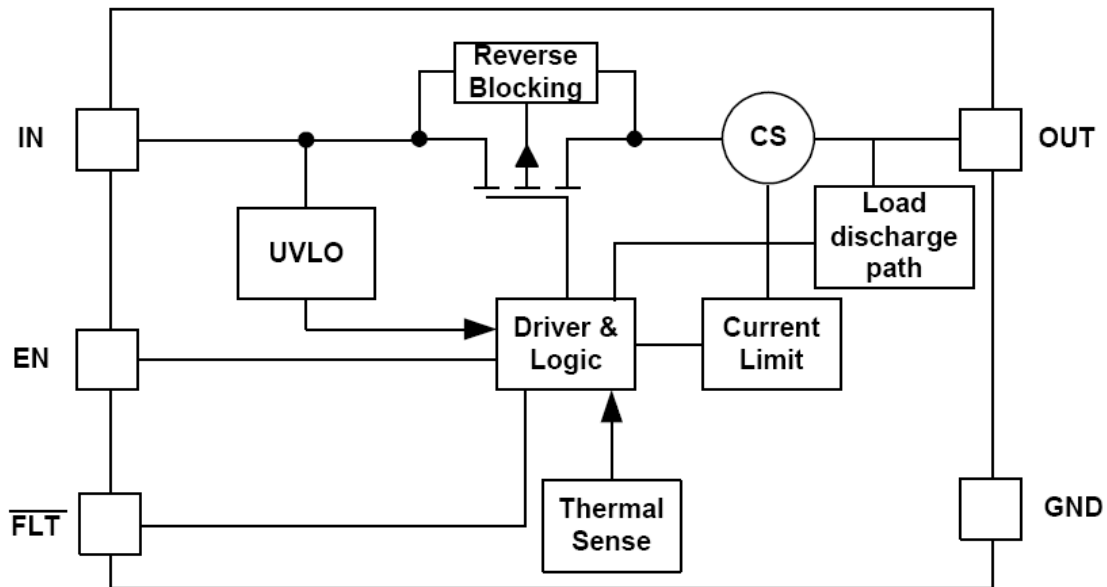 Reverse
Blocking
IN
CS
OUT
UVLO
Load
discharge
path
EN
Driver &
Logic
Current
Limit
FLT
Thermal
Sense
GND